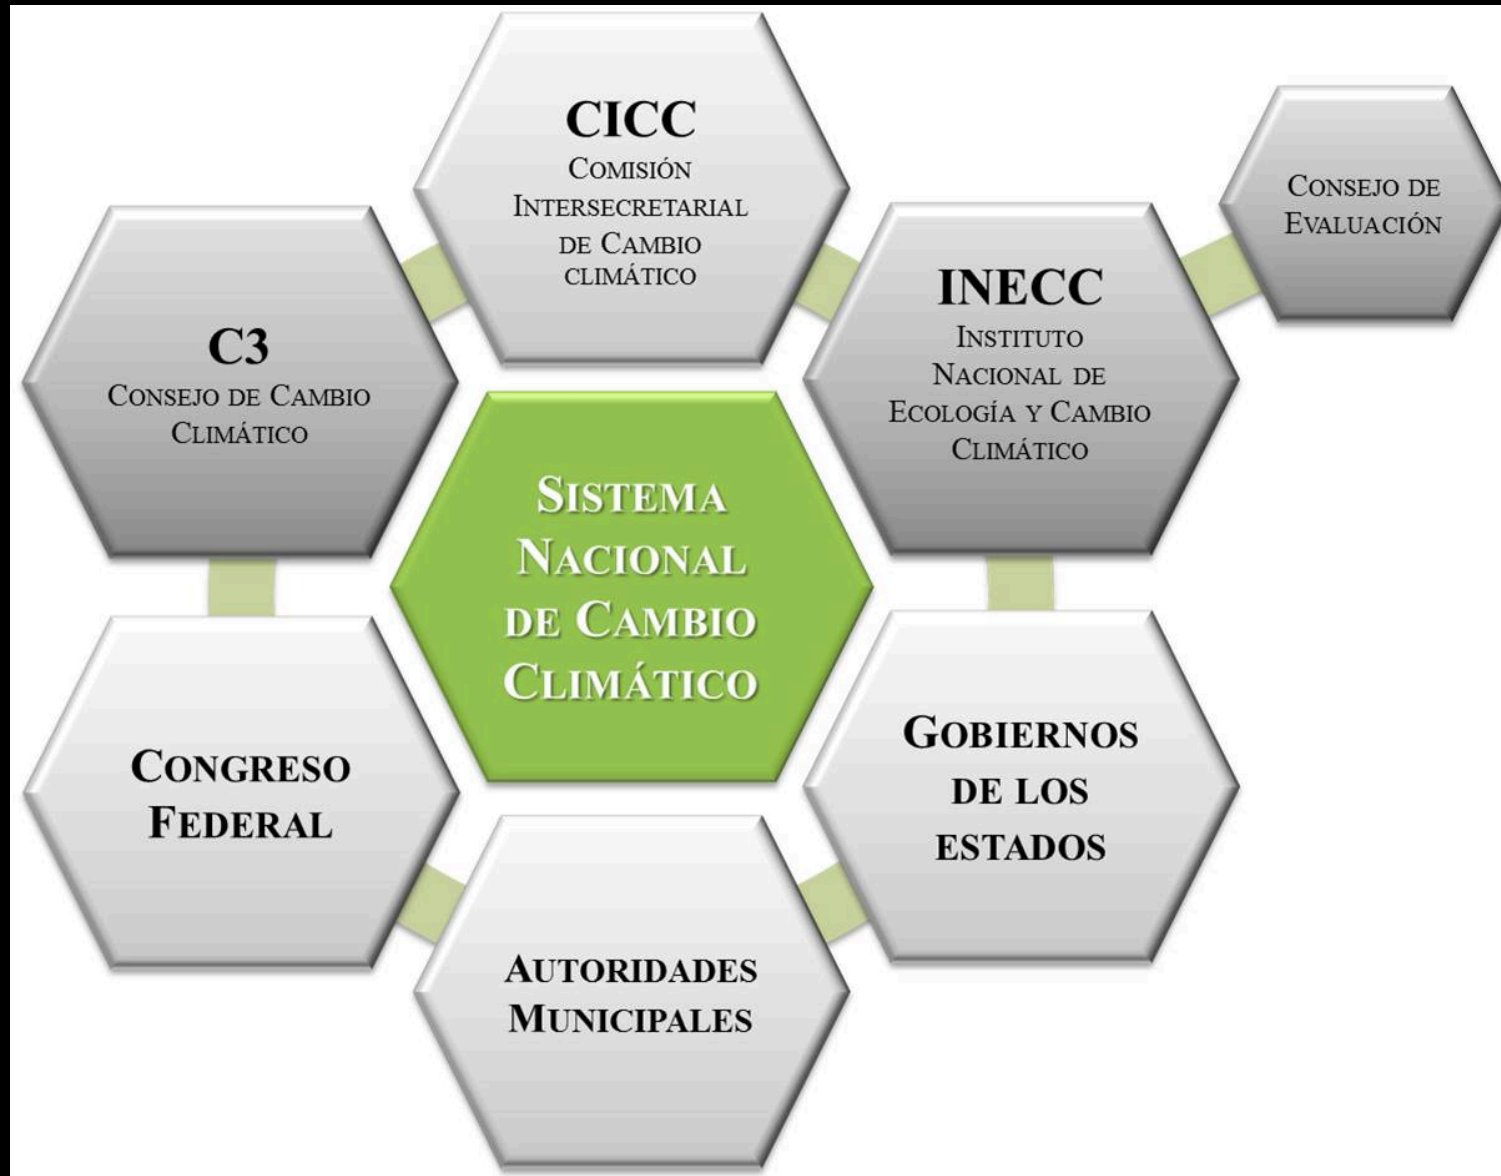 CICC
COMISIÓN
INTERSECRETARIAL
DE CAMBIO
CLIMÁTICO
CONSEJO DE
EVALUACIÓN
C3
CONSEJO DE CAMBIO
CLIMÁTICO
INECC
INSTITUTO
NACIONAL DE
ECOLOGÍA Y CAMBIO
CLIMÁTICO
SISTEMA
NACIONAL
DE CAMBIO
CLIMÁTICO
CONGRESO
FEDERAL
GOBIERNOS
DE LOS
ESTADOS
AUTORIDADES
MUNICIPALES